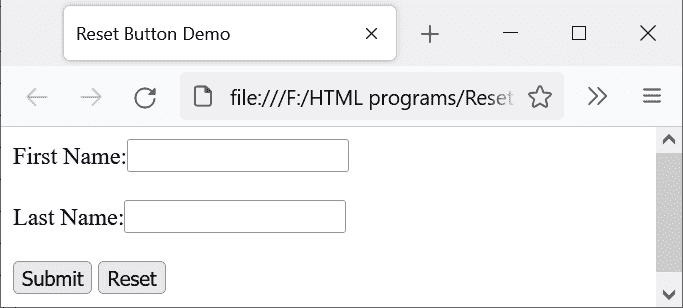 Reset Button Demo
file:///F:/HTML programs/Reset
First Name:
Last Name:
Submit Reset